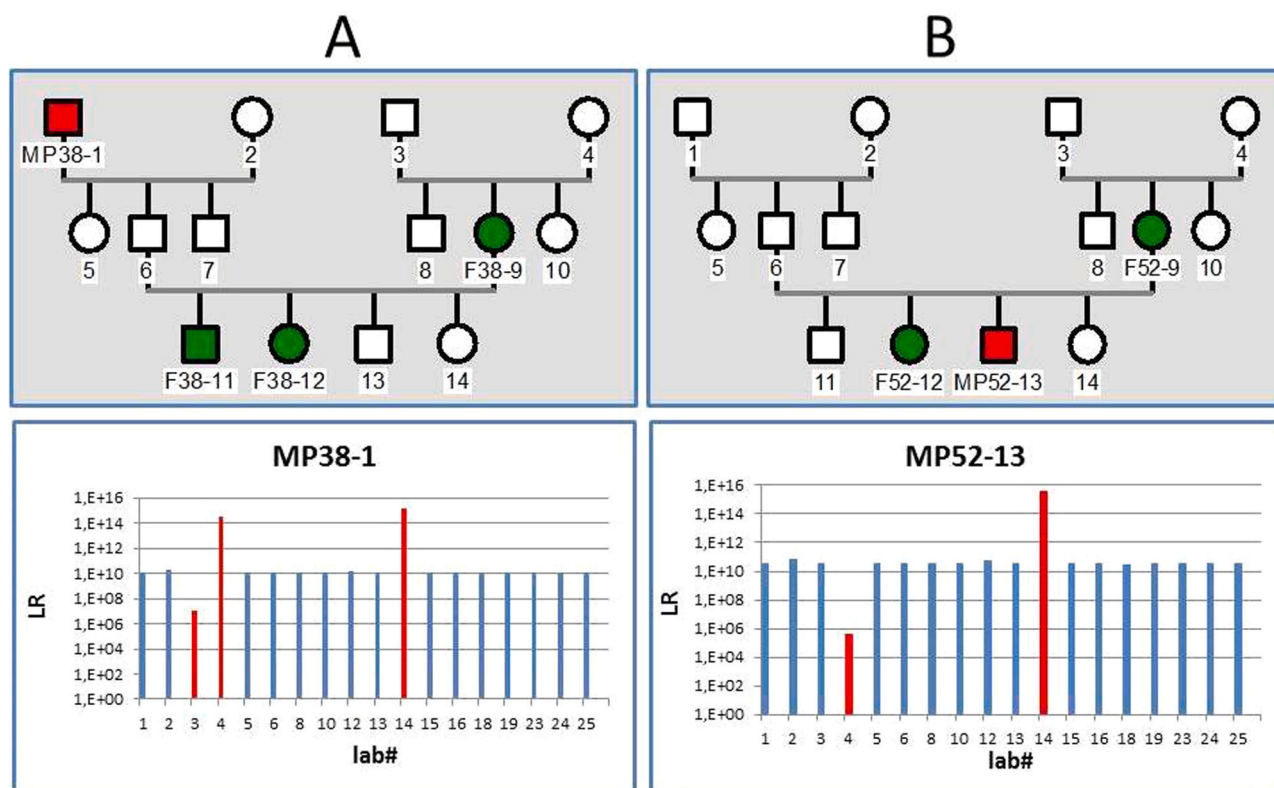 A
B
MP38-1
2
3
4
1
2
3
4
5
6
7
8
F38-9
10
5
6
7
8
F52-9
10
F38-11
F38-12
13
14
11
F52-12
MP52-13
14
MP38-1
LR
1,E+16
1,E+14
1,E+12
1,E+10
1,E+08
1,E+06
1,E+04
1,E+02
1,E+00
1 2 3 4 5 6 8 10 12 13 14 15 16 18 19 23 24 25
lab#
MP52-13
LR
1,E+16
1,E+14
1,E+12
1,E+10
1,E+08
1,E+06
1,E+04
1,E+02
1,E+00
1 2 3 4 5 6 8 10 12 13 14 15 16 18 19 23 24 25
lab#